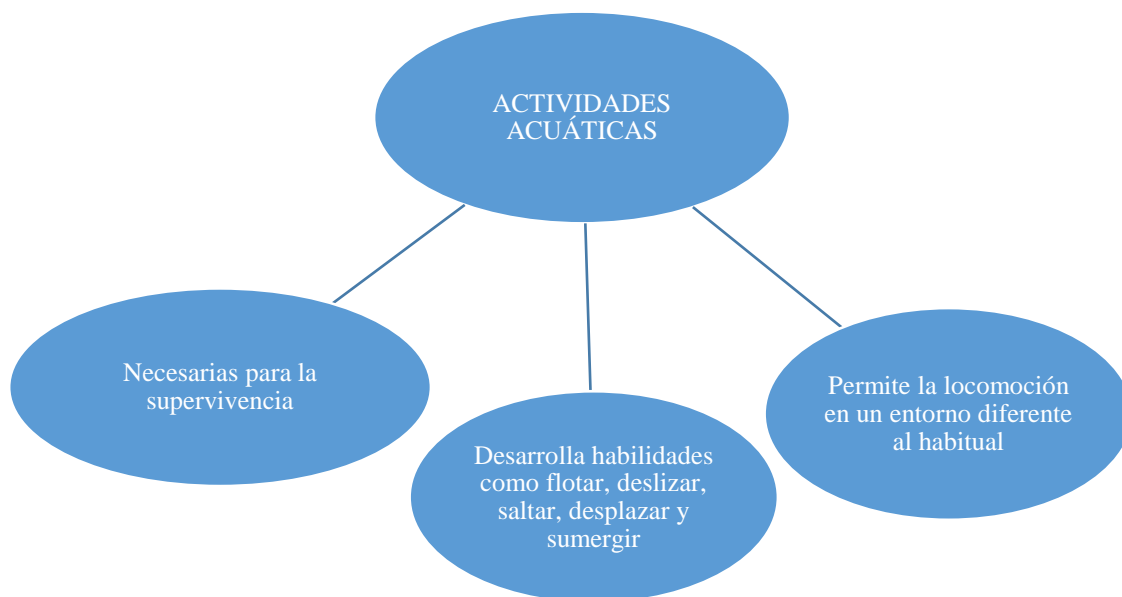 ACTIVIDADES
ACUÁTICAS
Necesarias para la
supervivencia
Desarrolla habilidades
como flotar, deslizar,
saltar, desplazar y
sumergir
Permite la locomoción
en un entorno diferente
al habitual